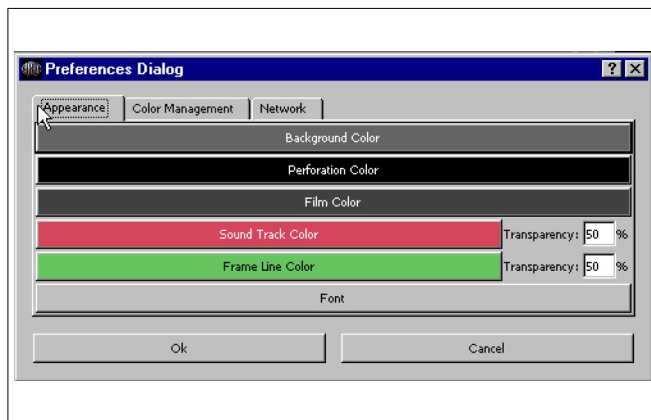 Preferences Dialog
Appearance Color Management Network
Background Color
Perforation Color
Film Color
Sound Track Color Transparency: 50 %
Frame Line Color Transparency: 50 %
Font
Ok Cancel